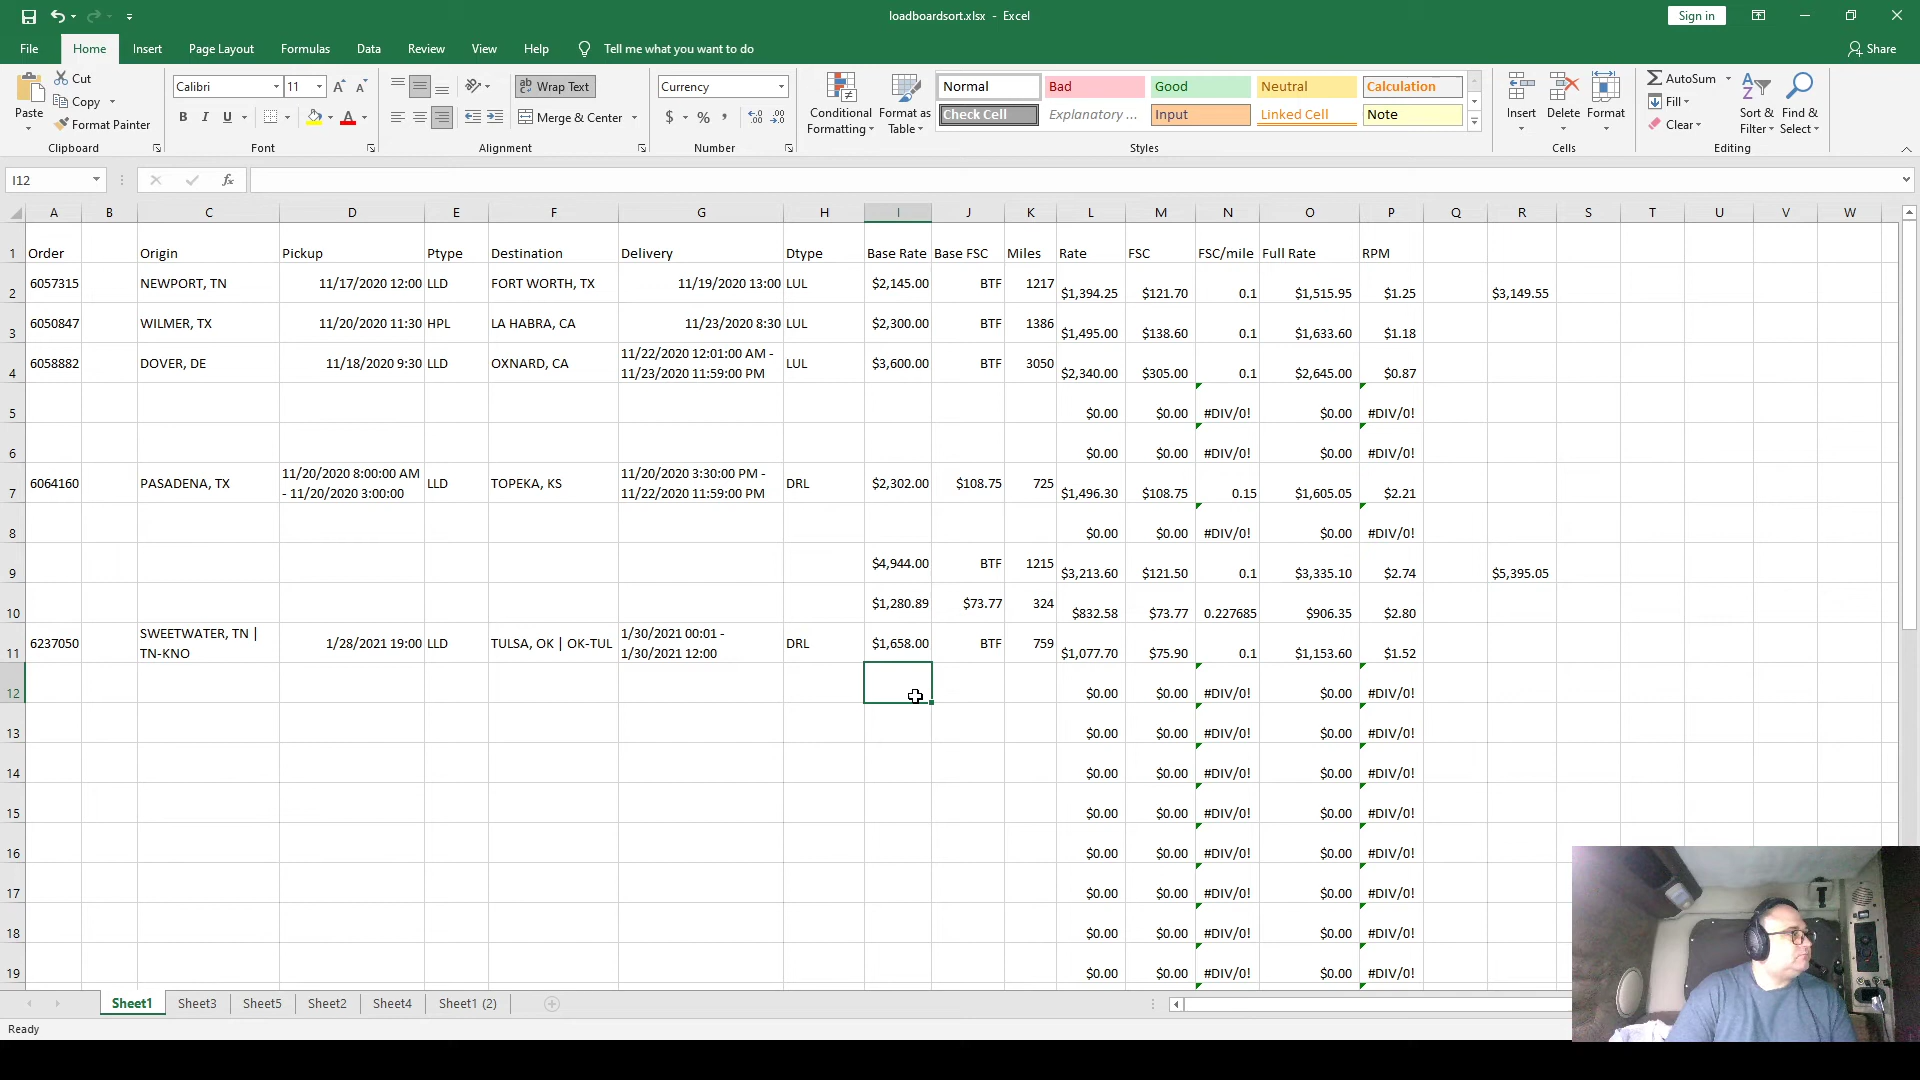 loadboardsort.xlsx - Excel
Sign in
File Home Insert Page Layout Formulas Data Review View Help Tell me what you want to do Share
Paste Cut Copy Format Painter Clipboard
Calibri 11 A A B I U A Font
Wrap Text Merge & Center Alignment
Currency $ % , Number
Conditional Formatting Format as Table
Normal Bad Good Neutral Calculation
Check Cell Explanatory ... Input Linked Cell Note
Styles
Insert Delete Format Cells
AutoSum Fill Clear Sort & Filter Find & Select Editing
I12 fx
A B C D E F G H I J K L M N O P Q R S T U V W
1 Order Origin Pickup Ptype Destination Delivery Dtype Base Rate Base FSC Miles Rate FSC FSC/mile Full Rate RPM
2 6057315 NEWPORT, TN 11/17/2020 12:00 LLD FORT WORTH, TX 11/19/2020 13:00 LUL $2,145.00 BTF 1217 $1,394.25 $121.70 0.1 $1,515.95 $1.25 $3,149.55
3 6050847 WILMER, TX 11/20/2020 11:30 HPL LA HABRA, CA 11/23/2020 8:30 LUL $2,300.00 BTF 1386 $1,495.00 $138.60 0.1 $1,633.60 $1.18
4 6058882 DOVER, DE 11/18/2020 9:30 LLD OXNARD, CA 11/22/2020 12:01:00 AM - 11/23/2020 11:59:00 PM LUL $3,600.00 BTF 3050 $2,340.00 $305.00 0.1 $2,645.00 $0.87
5 $0.00 $0.00 #DIV/0! $0.00 #DIV/0!
6 $0.00 $0.00 #DIV/0! $0.00 #DIV/0!
7 6064160 PASADENA, TX 11/20/2020 8:00:00 AM - 11/20/2020 3:00:00 LLD TOPEKA, KS 11/20/2020 3:30:00 PM - 11/22/2020 11:59:00 PM DRL $2,302.00 $108.75 725 $1,496.30 $108.75 0.15 $1,605.05 $2.21
8 $0.00 $0.00 #DIV/0! $0.00 #DIV/0!
9 $4,944.00 BTF 1215 $3,213.60 $121.50 0.1 $3,335.10 $2.74 $5,395.05
10 $1,280.89 $73.77 324 $832.58 $73.77 0.227685 $906.35 $2.80
11 6237050 SWEETWATER, TN | TN-KNO 1/28/2021 19:00 LLD TULSA, OK | OK-TUL 1/30/2021 00:01 - 1/30/2021 12:00 DRL $1,658.00 BTF 759 $1,077.70 $75.90 0.1 $1,153.60 $1.52
12 $0.00 $0.00 #DIV/0! $0.00 #DIV/0!
13 $0.00 $0.00 #DIV/0! $0.00 #DIV/0!
14 $0.00 $0.00 #DIV/0! $0.00 #DIV/0!
15 $0.00 $0.00 #DIV/0! $0.00 #DIV/0!
16 $0.00 $0.00 #DIV/0! $0.00 #DIV/0!
17 $0.00 $0.00 #DIV/0! $0.00 #DIV/0!
18 $0.00 $0.00 #DIV/0! $0.00 #DIV/0!
19 $0.00 $0.00 #DIV/0! $0.00 #DIV/0!
Sheet1 Sheet3 Sheet5 Sheet2 Sheet4 Sheet1 (2)
Ready